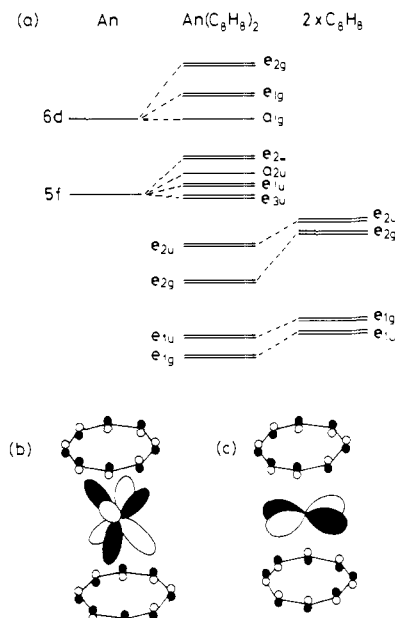 (a) An An(C₈H₈)₂ 2×C₈H₈
e₂g
e₁g
6d a₁g
e₂u
a₂u
5f e₁u
e₃u
e₂u
e₂u e₂g
e₂g
e₁g
e₁u e₁u
e₁g
(b) (c)